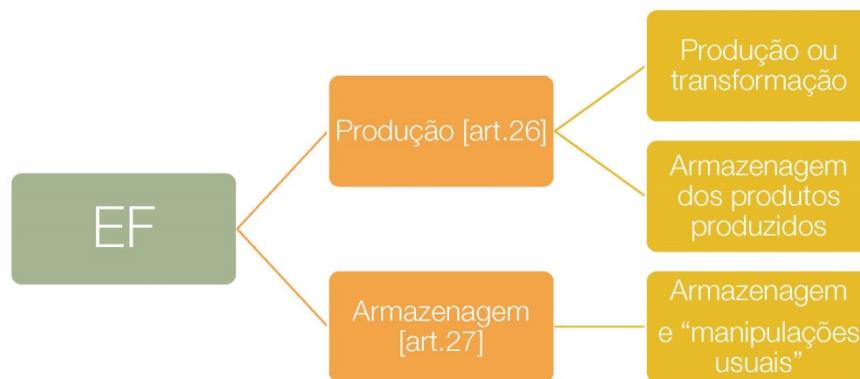 EF
Produção [art.26]
Produção ou
transformação
Armazenagem
dos produtos
produzidos
Armazenagem
[art.27]
Armazenagem
e “manipulações
usuais”